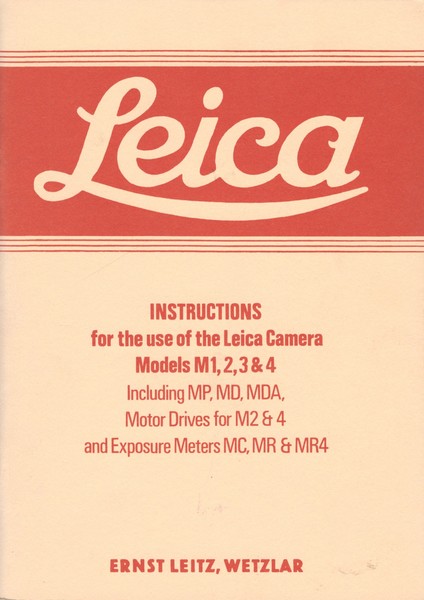 Leica
INSTRUCTIONS
for the use of the Leica Camera
Models M1, 2, 3 & 4
Including MP, MD, MDA,
Motor Drives for M2 & 4
and Exposure Meters MC, MR & MR4
ERNST LEITZ, WETZLAR